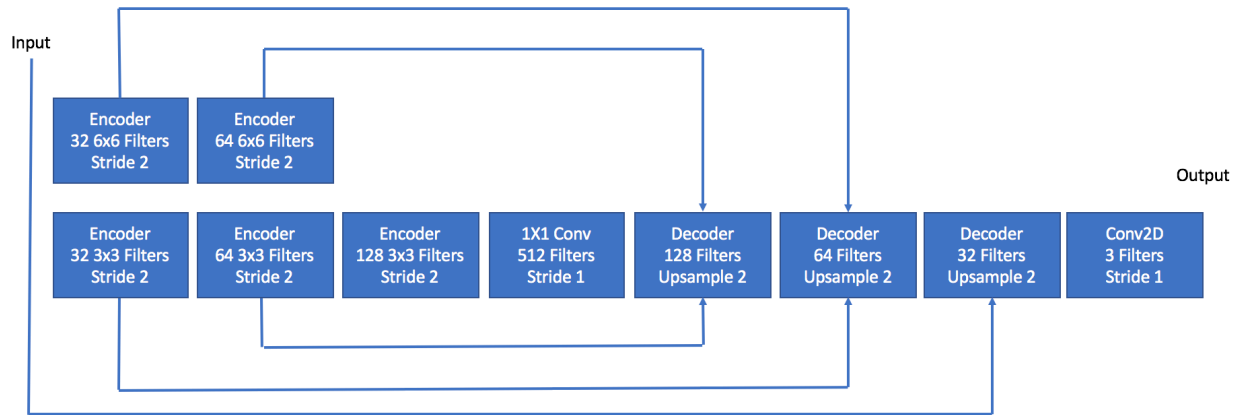 Input
Encoder
32 6x6 Filters
Stride 2
Encoder
64 6x6 Filters
Stride 2
Output
Encoder
32 3x3 Filters
Stride 2
Encoder
64 3x3 Filters
Stride 2
Encoder
128 3x3 Filters
Stride 2
1X1 Conv
512 Filters
Stride 1
Decoder
128 Filters
Upsample 2
Decoder
64 Filters
Upsample 2
Decoder
32 Filters
Upsample 2
Conv2D
3 Filters
Stride 1